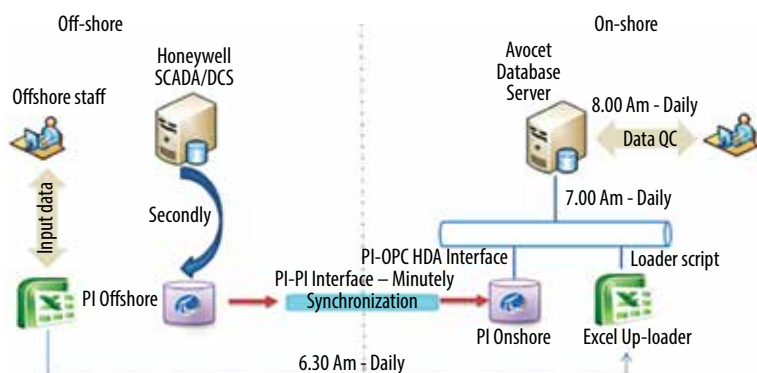 Off-shore
On-shore
Honeywell
SCADA/DCS
Avocet
Database
Server
Offshore staff
8.00 Am - Daily
Data QC
Input data
Secondly
7.00 Am - Daily
PI-OPC HDA Interface
Loader script
PI Offshore
PI-PI Interface – Minutely
Synchronization
PI Onshore
Excel Up-loader
6.30 Am - Daily